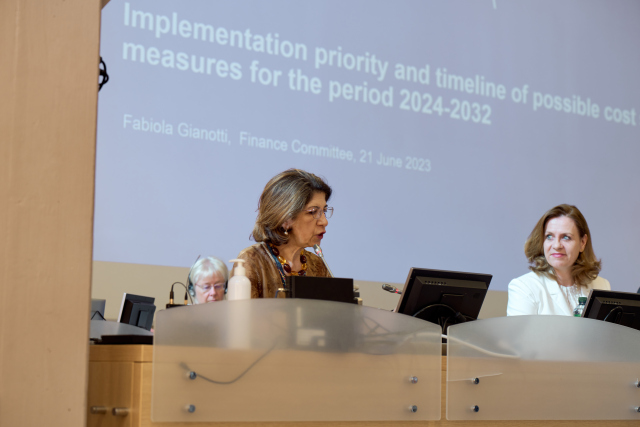 Implementation priority and timeline of possible cost
measures for the period 2024-2032
Fabiola Gianotti, Finance Committee, 21 June 2023